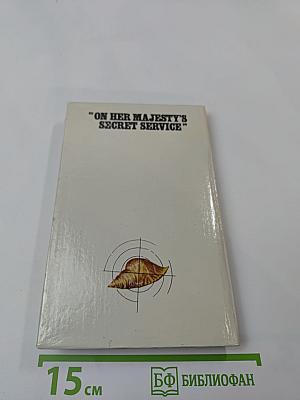 "ON HER MAJESTY'S
SECRET SERVICE"
15 см
БФ БИБЛИОФАН